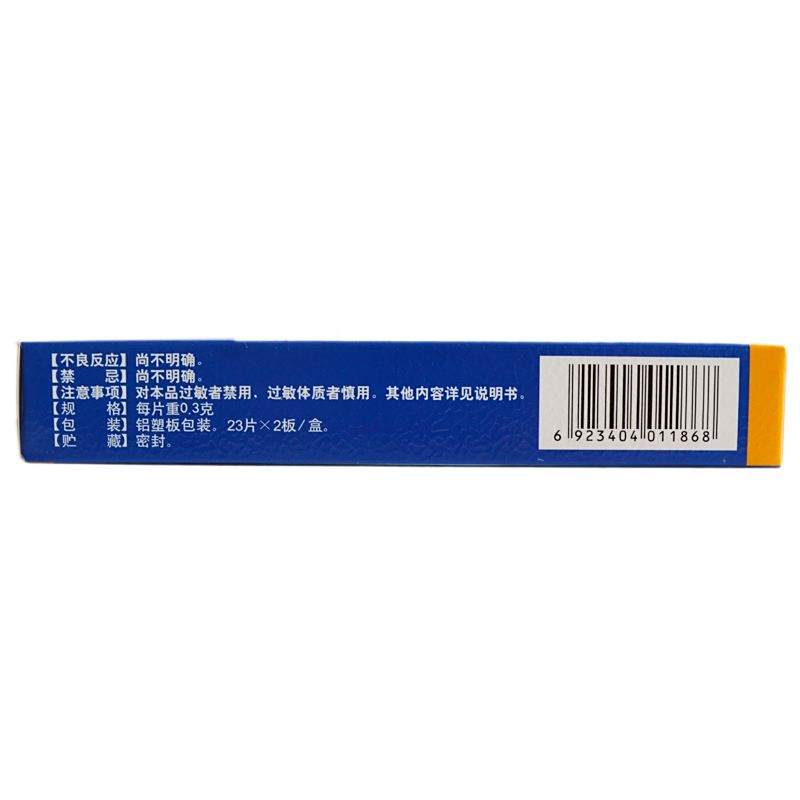 【不良反应】尚不明确。
【禁 忌】尚不明确。
【注意事项】对本品过敏者禁用、过敏体质者慎用。其他内容详见说明书。
【规 格】每片重0.3克
【包 装】铝塑板包装。23片×2板/盒。
【贮 藏】密封。
6 923404 011868